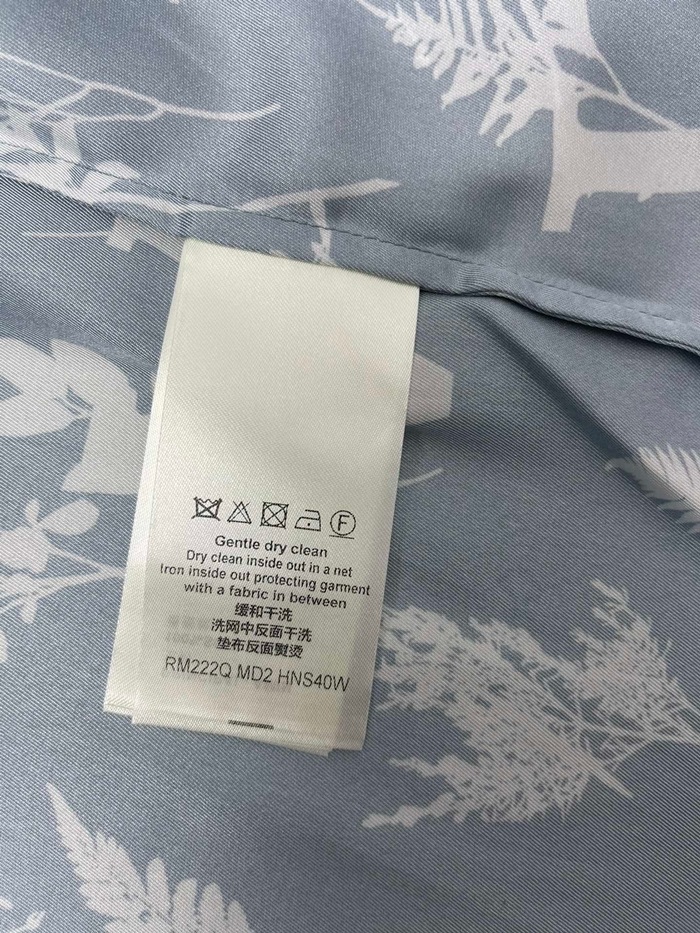 F
Gentle dry clean
Dry clean inside out in a net
Iron inside out protecting garment
with a fabric in between
缓和干洗
洗网中反面干洗
垫布反面熨烫
RM222Q MD2 HNS40W